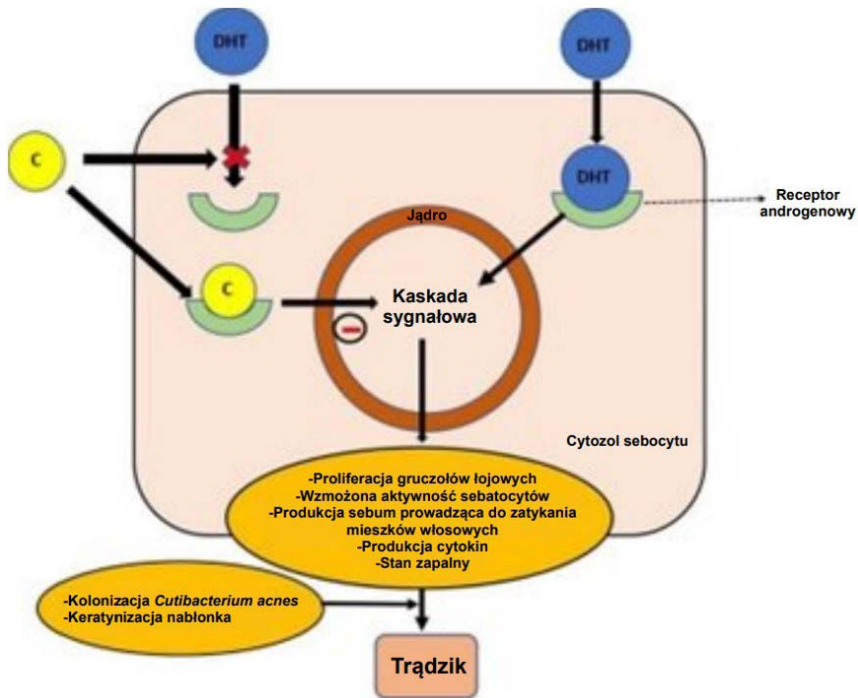 DHT
DHT
C
DHT
Receptor
androgenowy
Jądro
C
Kaskada
sygnałowa
Cytozol sebocytu
-Proliferacja gruczołów łojowych
-Wzmożona aktywność sebatocytów
-Produkcja sebum prowadząca do zatykania
mieszków włosowych
-Produkcja cytokin
-Stan zapalny
-Kolonizacja Cutibacterium acnes
-Keratynizacja nabłonka
Trądzik